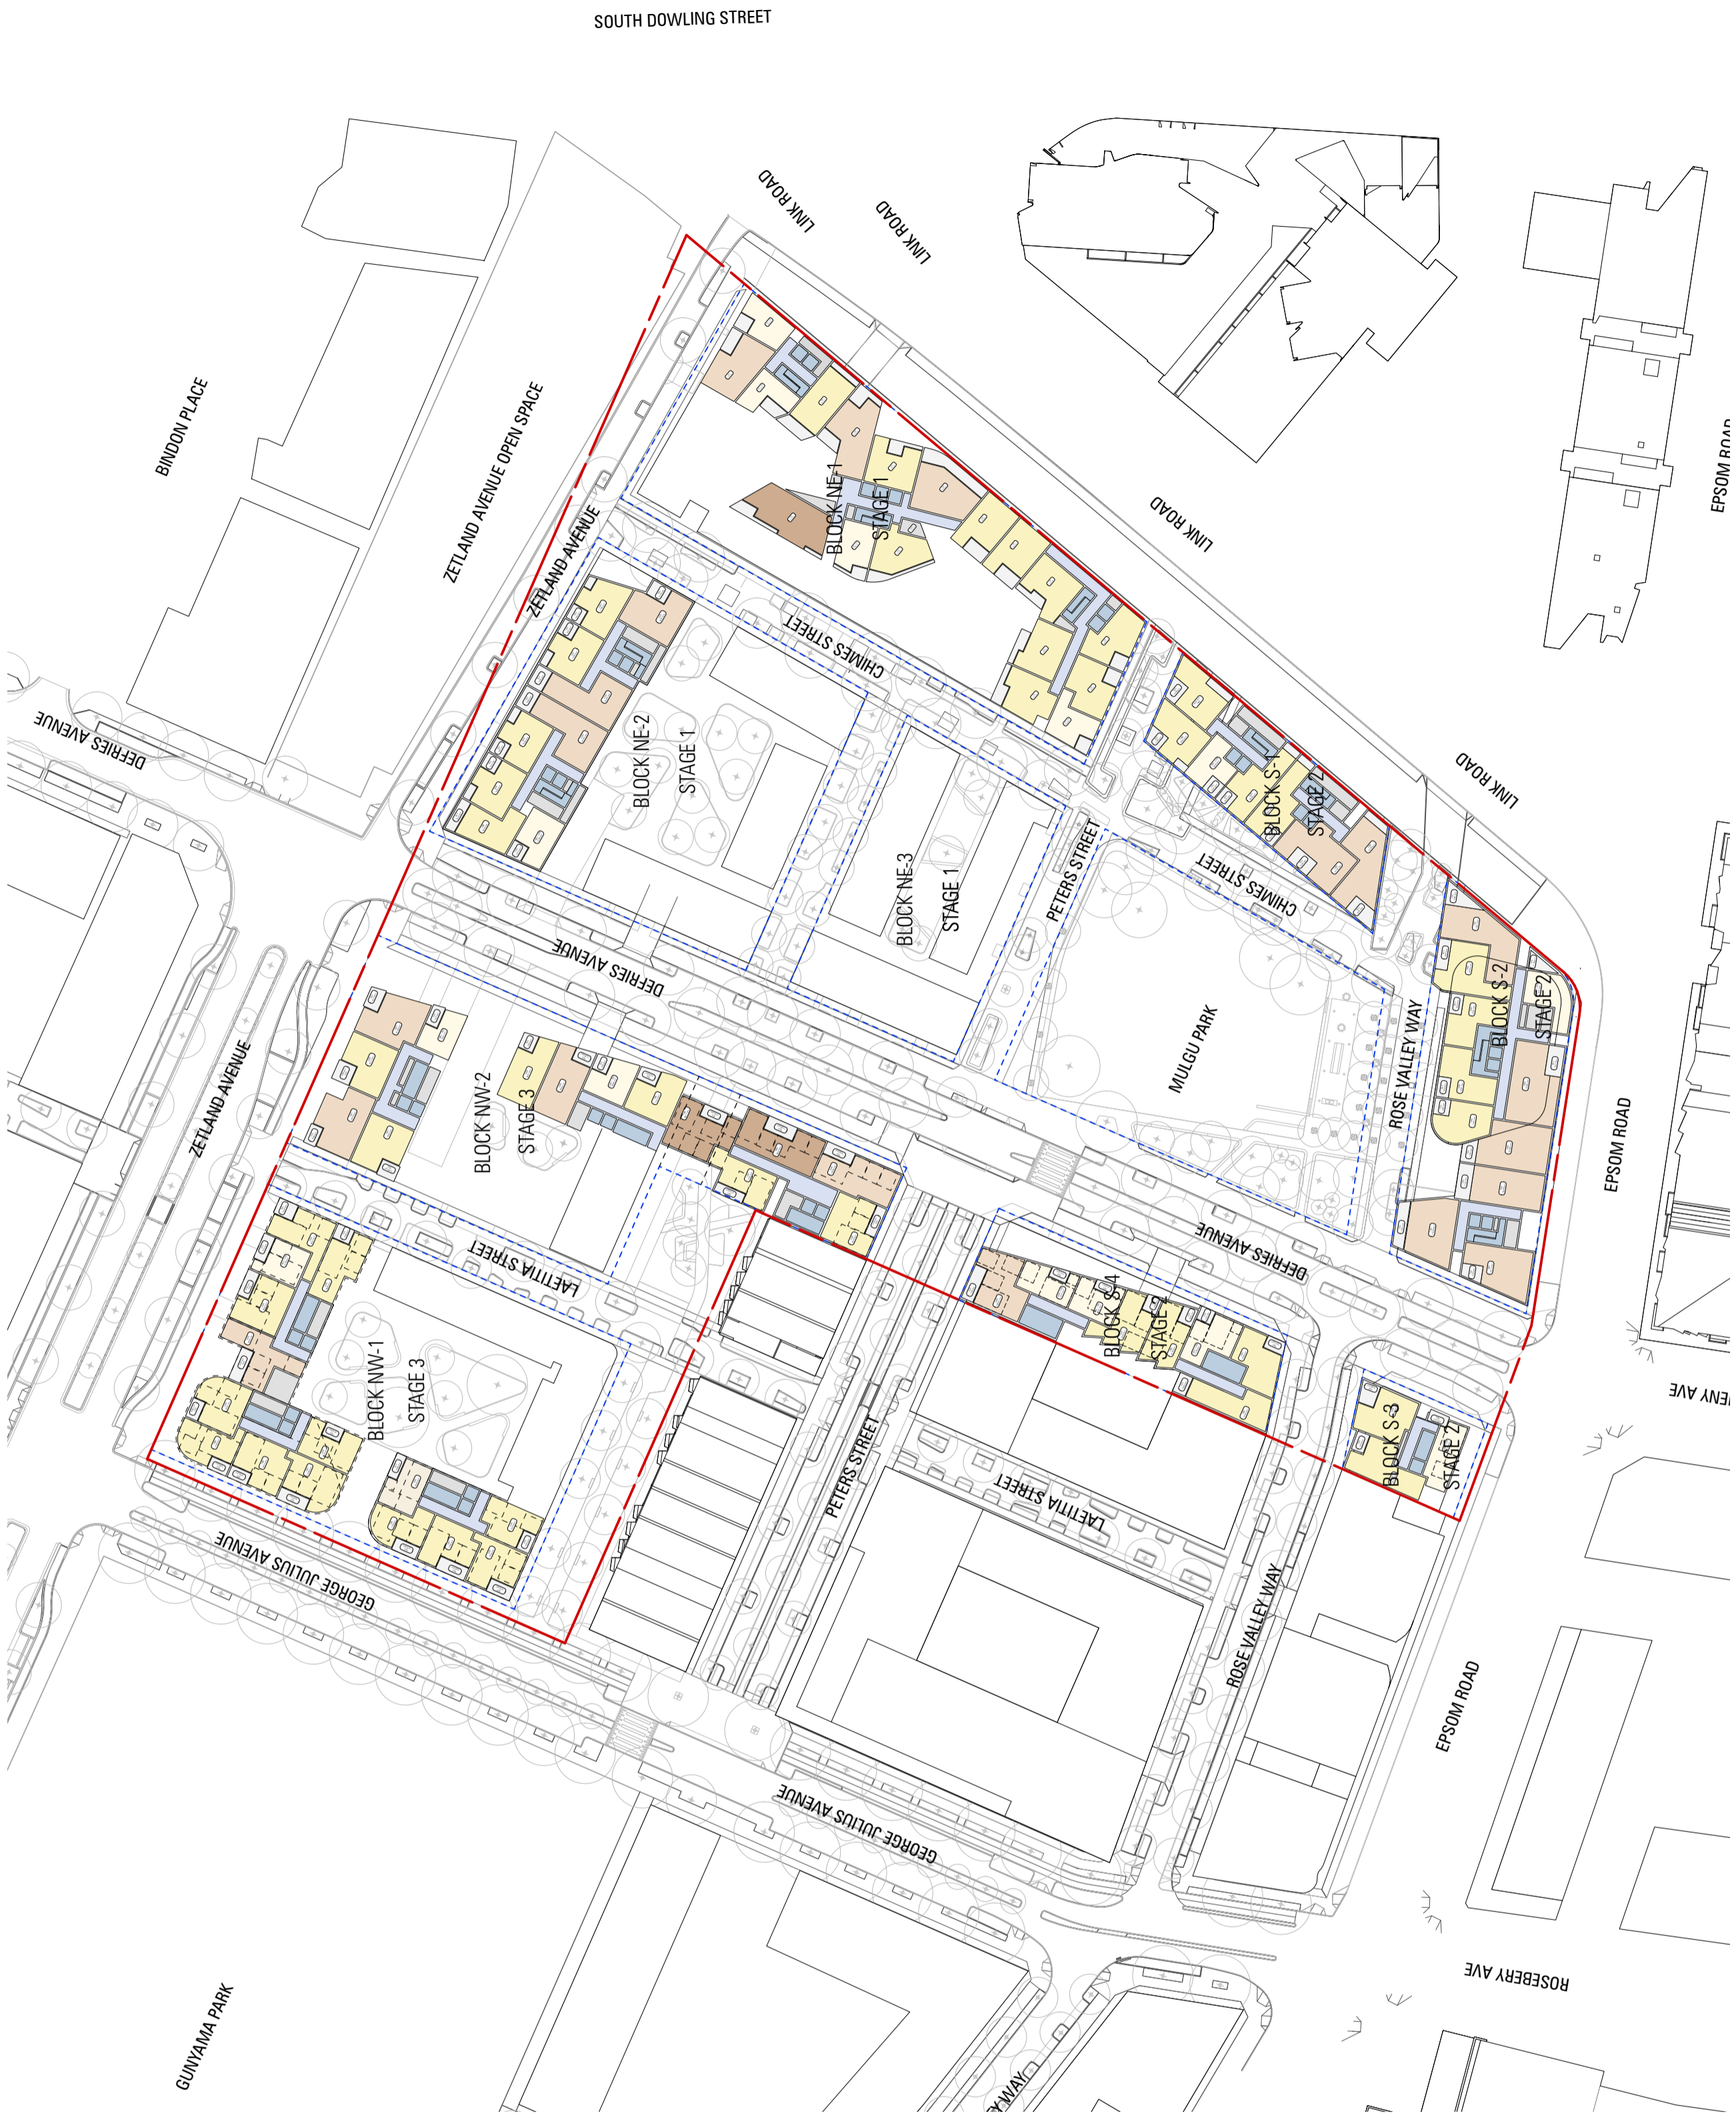 SOUTH DOWLING STREET
LINK ROAD
LINK ROAD
BINDON PLACE
ZETLAND AVENUE OPEN SPACE
EPSOM ROAD
BLOCK NE-1
STAGE 1
LINK ROAD
ZETLAND AVENUE
CHIMES STREET
DEFRIES AVENUE
BLOCK NE-2
STAGE 1
LINK ROAD
BLOCK S-1
STAGE 2
BLOCK NE-3
STAGE 1
PETERS STREET
CHIMES STREET
DEFRIES AVENUE
BLOCK S-2
STAGE 2
MULGU PARK
ROSE VALLEY WAY
ZETLAND AVENUE
BLOCK NW-2
STAGE 3
EPSOM ROAD
LAETITIA STREET
DEFRIES AVENUE
BLOCK S-4
STAGE 2
BLOCK NW-1
STAGE 3
BLOCK S-3
STAGE 2
ENY AVE
PETERS STREET
LAETITIA STREET
GEORGE JULIUS AVENUE
ROSE VALLEY WAY
EPSOM ROAD
GEORGE JULIUS AVENUE
ROSEBERY AVE
GUNYAMA PARK
Y WAY